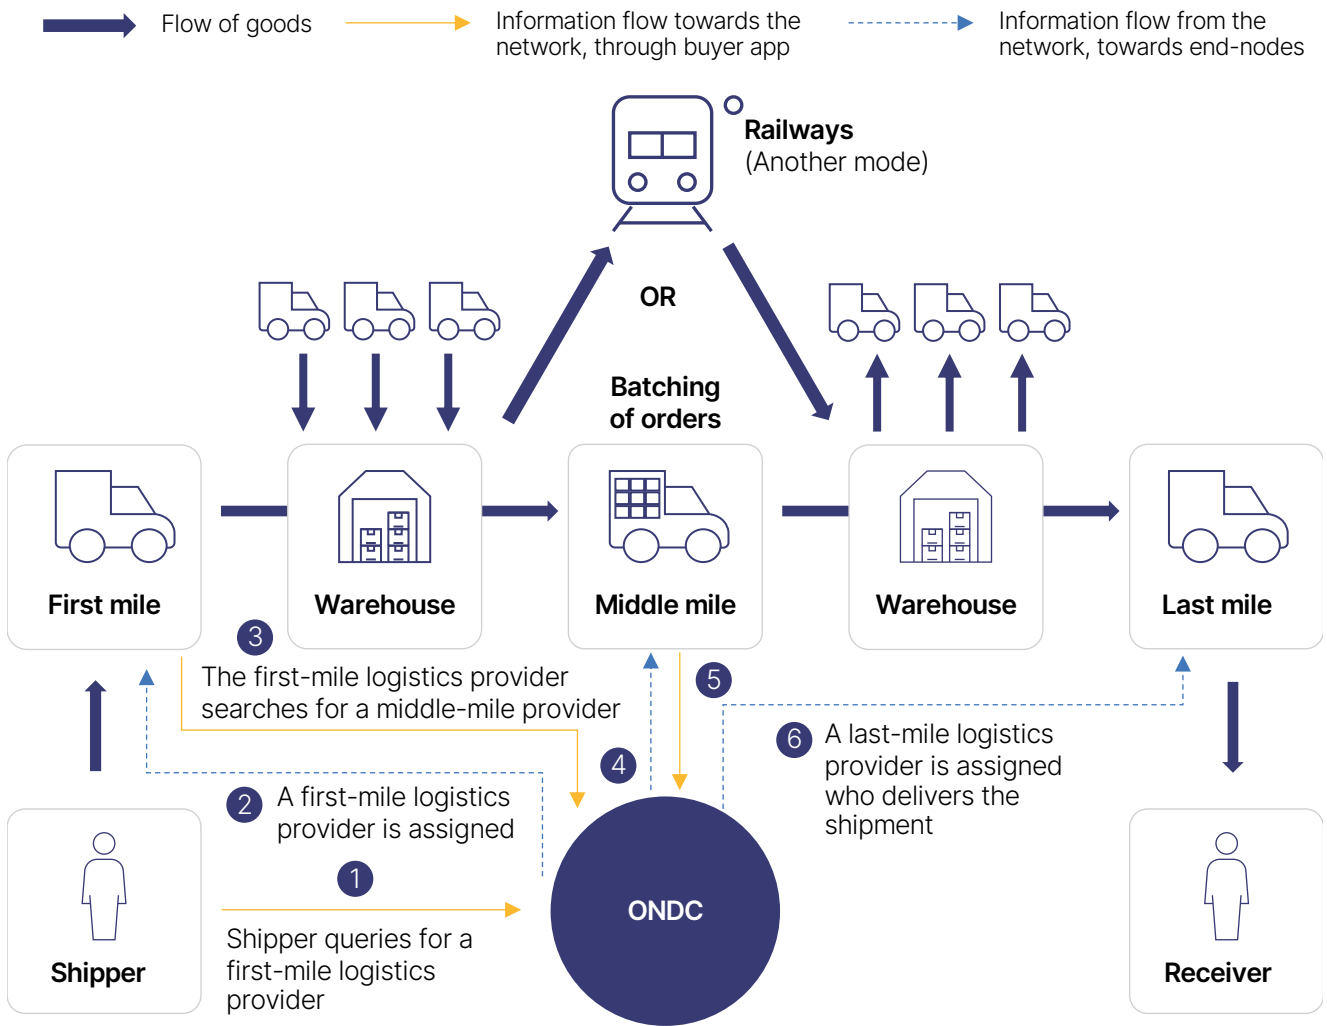 Flow of goods
Information flow towards the
network, through buyer app
Information flow from the
network, towards end-nodes
Railways
(Another mode)
OR
Batching
of orders
First mile
Warehouse
Middle mile
Warehouse
Last mile
3
The first-mile logistics provider
searches for a middle-mile provider
5
4
6
A last-mile logistics
provider is assigned
who delivers the
shipment
2
A first-mile logistics
provider is assigned
1
Shipper queries for a
first-mile logistics
provider
ONDC
Shipper
Receiver